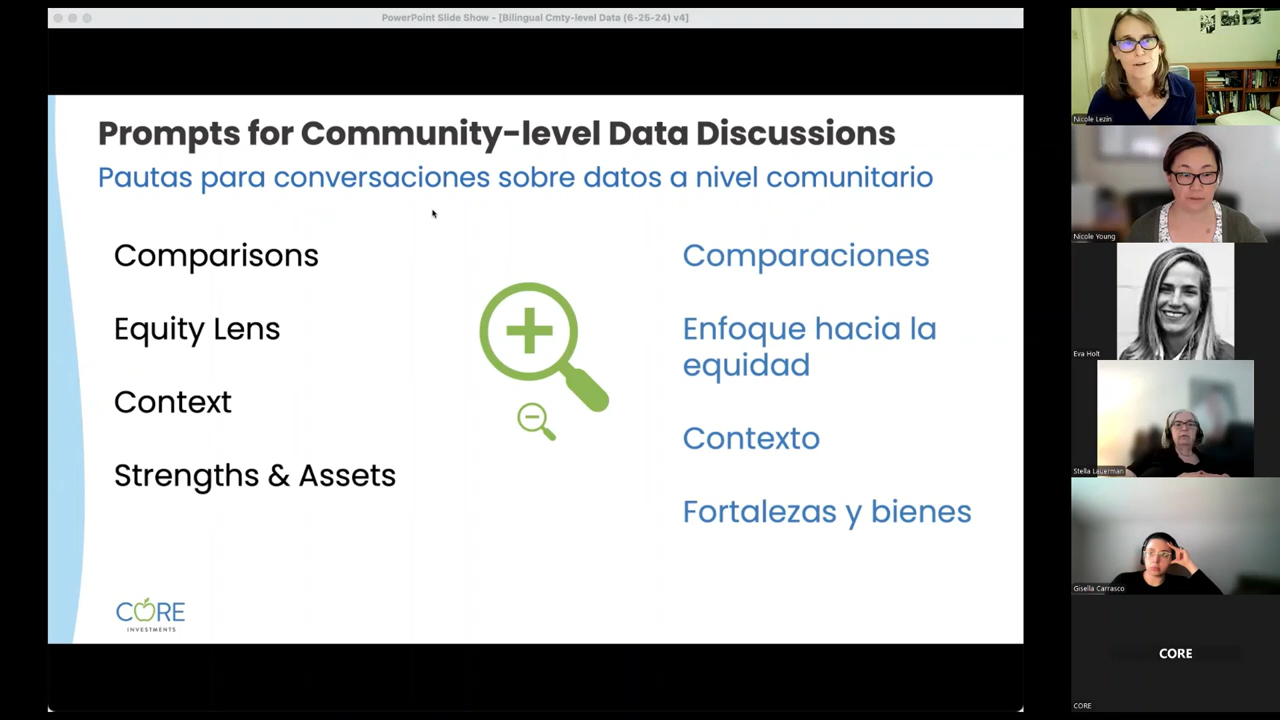 PowerPoint Slide Show - [Bilingual Cmty-level Data (6-25-24) v4]
Prompts for Community-level Data Discussions
Pautas para conversaciones sobre datos a nivel comunitario
Comparisons
Equity Lens
Context
Strengths & Assets
Comparaciones
Enfoque hacia la
equidad
Contexto
Fortalezas y bienes
CORE
INVESTMENTS
Nicole Lezin
Nicole Young
Eva Holt
Stella Lauerman
Gisella Carrasco
CORE
CORE